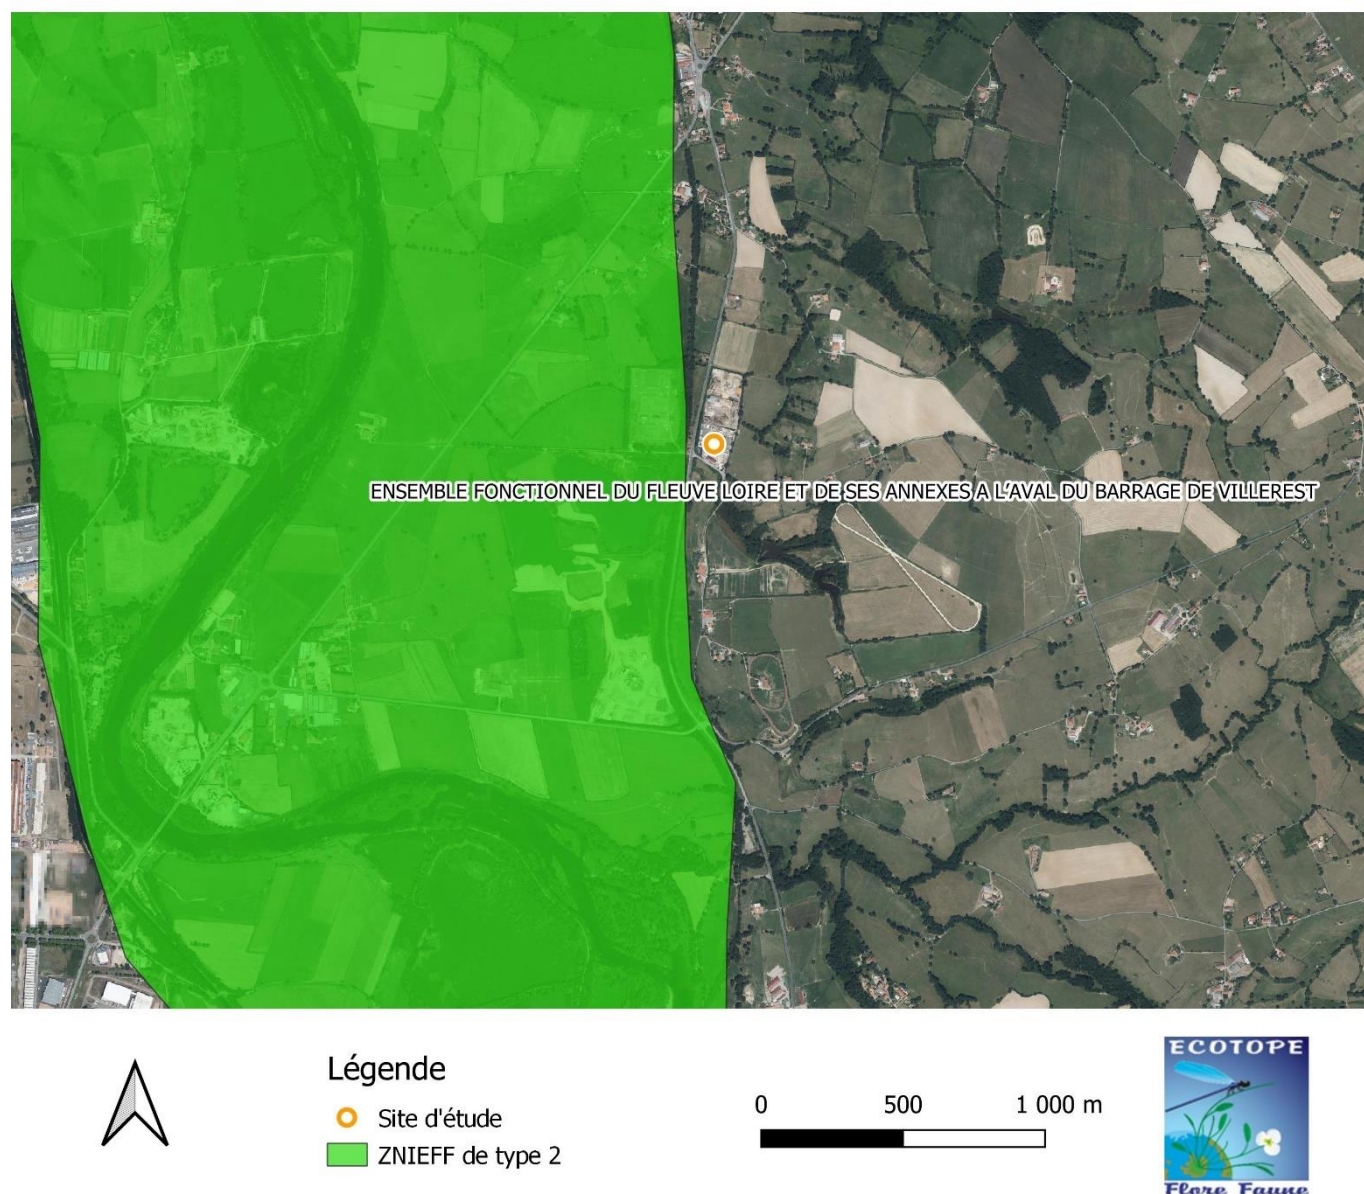 ENSEMBLE FONCTIONNEL DU FLEUVE LOIRE ET DE SES ANNEXES A L'AVAL DU BARRAGE DE VILLEREST
Légende
Site d'étude
ZNIEFF de type 2
0 500 1 000 m
ECOTOPE
Flore Faune